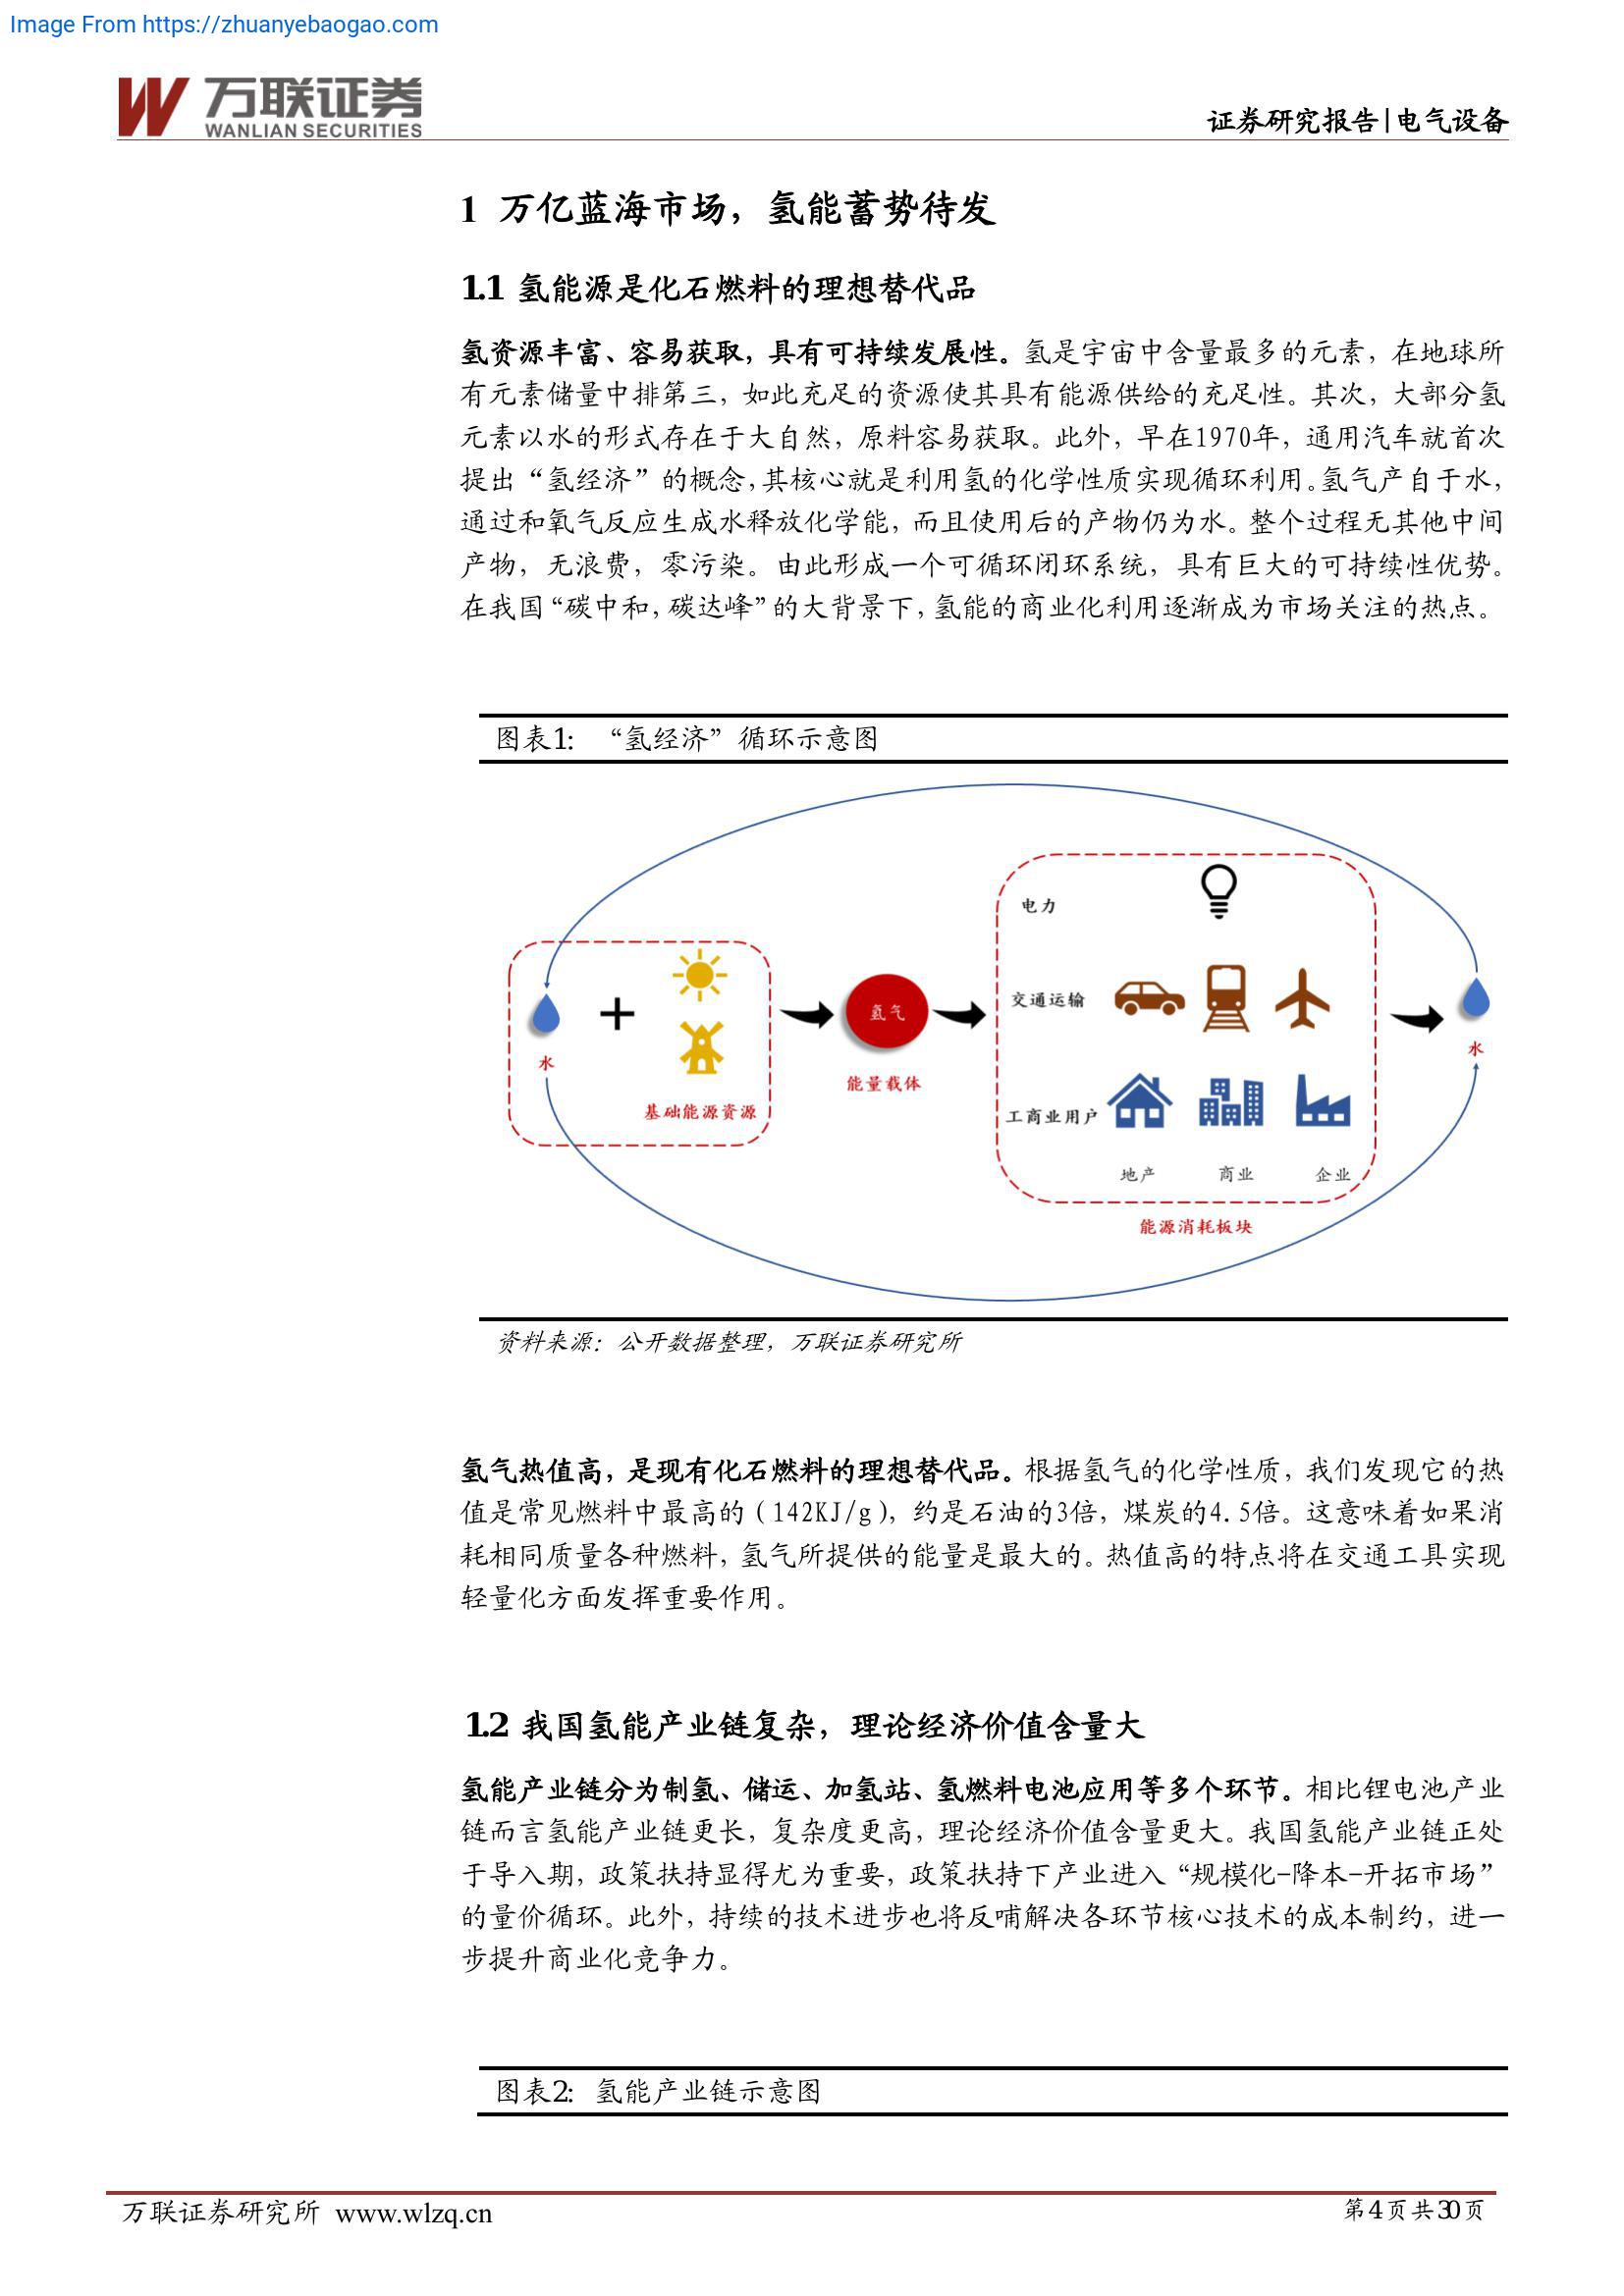 Image From https://zhuanyebaogao.com
万联证券
WANLIAN SECURITIES
证券研究报告|电气设备
1 万亿蓝海市场，氢能蓄势待发
1.1 氢能源是化石燃料的理想替代品
氢资源丰富、容易获取，具有可持续发展性。氢是宇宙中含量最多的元素，在地球所
有元素储量中排第三，如此充足的资源使其具有能源供给的充足性。其次，大部分氢
元素以水的形式存在于大自然，原料容易获取。此外，早在1970年，通用汽车就首次
提出“氢经济”的概念，其核心就是利用氢的化学性质实现循环利用。氢气产自于水，
通过和氧气反应生成水释放化学能，而且使用后的产物仍为水。整个过程无其他中间
产物，无浪费，零污染。由此形成一个可循环闭环系统，具有巨大的可持续性优势。
在我国“碳中和，碳达峰”的大背景下，氢能的商业化利用逐渐成为市场关注的热点。
图表1： “氢经济”循环示意图
电力
交通运输
氢气
水
水
能量载体
基础能源资源
工商业用户
地产 商业 企业
能源消耗板块
资料来源：公开数据整理，万联证券研究所
氢气热值高，是现有化石燃料的理想替代品。根据氢气的化学性质，我们发现它的热
值是常见燃料中最高的（142KJ/g），约是石油的3倍，煤炭的4.5倍。这意味着如果消
耗相同质量各种燃料，氢气所提供的能量是最大的。热值高的特点将在交通工具实现
轻量化方面发挥重要作用。
1.2 我国氢能产业链复杂，理论经济价值含量大
氢能产业链分为制氢、储运、加氢站、氢燃料电池应用等多个环节。相比锂电池产业
链而言氢能产业链更长，复杂度更高，理论经济价值含量更大。我国氢能产业链正处
于导入期，政策扶持显得尤为重要，政策扶持下产业进入“规模化-降本-开拓市场”
的量价循环。此外，持续的技术进步也将反哺解决各环节核心技术的成本制约，进一
步提升商业化竞争力。
图表2： 氢能产业链示意图
万联证券研究所 www.wlzq.cn
第4页共30页